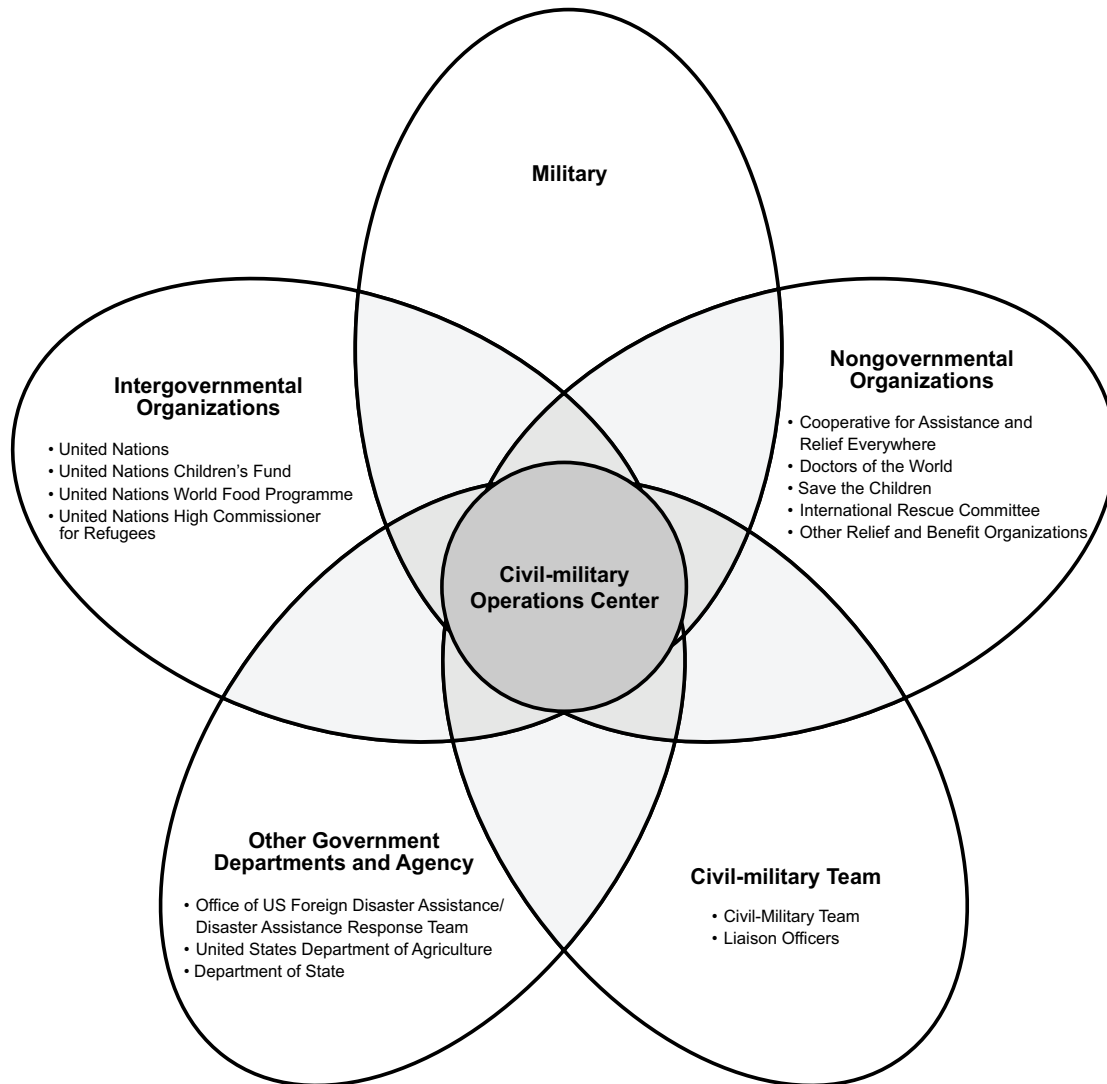 Military
Intergovernmental
Organizations
• United Nations
• United Nations Children’s Fund
• United Nations World Food Programme
• United Nations High Commissioner
for Refugees
Nongovernmental
Organizations
• Cooperative for Assistance and
Relief Everywhere
• Doctors of the World
• Save the Children
• International Rescue Committee
• Other Relief and Benefit Organizations
Civil-military
Operations Center
Other Government
Departments and Agency
• Office of US Foreign Disaster Assistance/
Disaster Assistance Response Team
• United States Department of Agriculture
• Department of State
Civil-military Team
• Civil-Military Team
• Liaison Officers